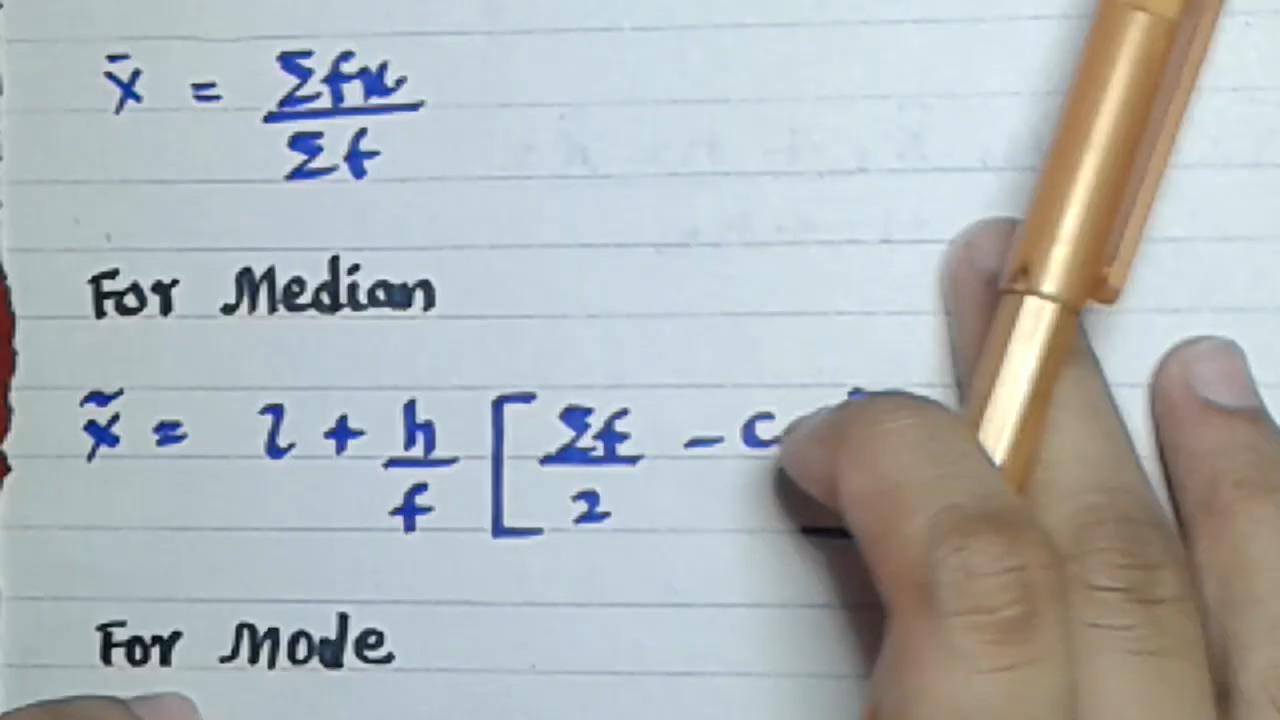 x̄ = Σfx / Σf
For Median
x̃ = l + h/f [ Σf/2 - c
For Mode